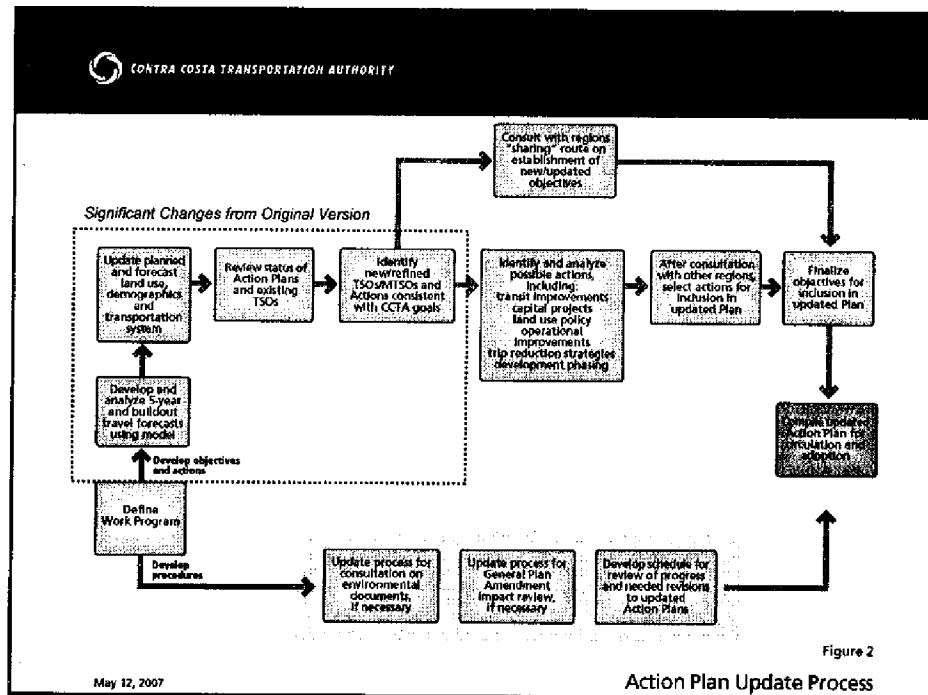 CONTRA COSTA TRANSPORTATION AUTHORITY
Consult with regions
"sharing" route on
establishment of
new/updated
objectives
Significant Changes from Original Version
Update planned
and forecast
land use,
demographics
and
transportation
system
Review status of
Action Plans
and existing
TSOs
Identify
new/refined
TSOs/MTSOs and
Actions consistent
with CCTA goals
Identify and analyze
possible actions,
including:
transit improvements
capital projects
land use policy
operational
improvements
trip reduction strategies
development phasing
After consultation
with other regions,
select actions for
inclusion in
updated Plan
Finalize
objectives for
inclusion in
updated Plan
Develop and
analyze 5-year
and buildout
travel forecasts
using model
Compile updated
Action Plan for
circulation and
adoption
Develop objectives
and actions
Define
Work Program
Develop
procedures
Update process for
consultation on
environmental
documents,
if necessary
Update process for
General Plan
Amendment
impact review,
if necessary
Develop schedule for
review of progress
and needed revisions
to updated
Action Plans
Figure 2
May 12, 2007
Action Plan Update Process